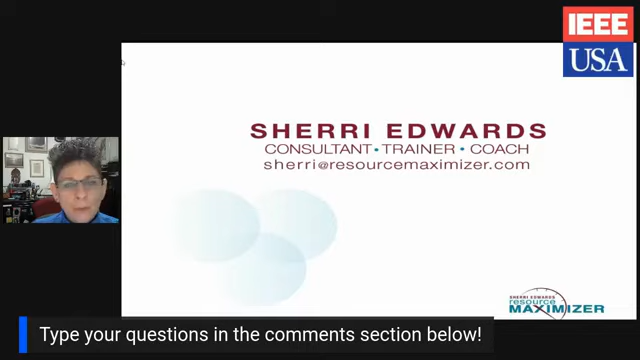 IEEE
USA
SHERRI EDWARDS
CONSULTANT • TRAINER • COACH
sherri@resourcemaximizer.com
SHERRI EDWARDS
resource
MAXIMIZER
Type your questions in the comments section below!